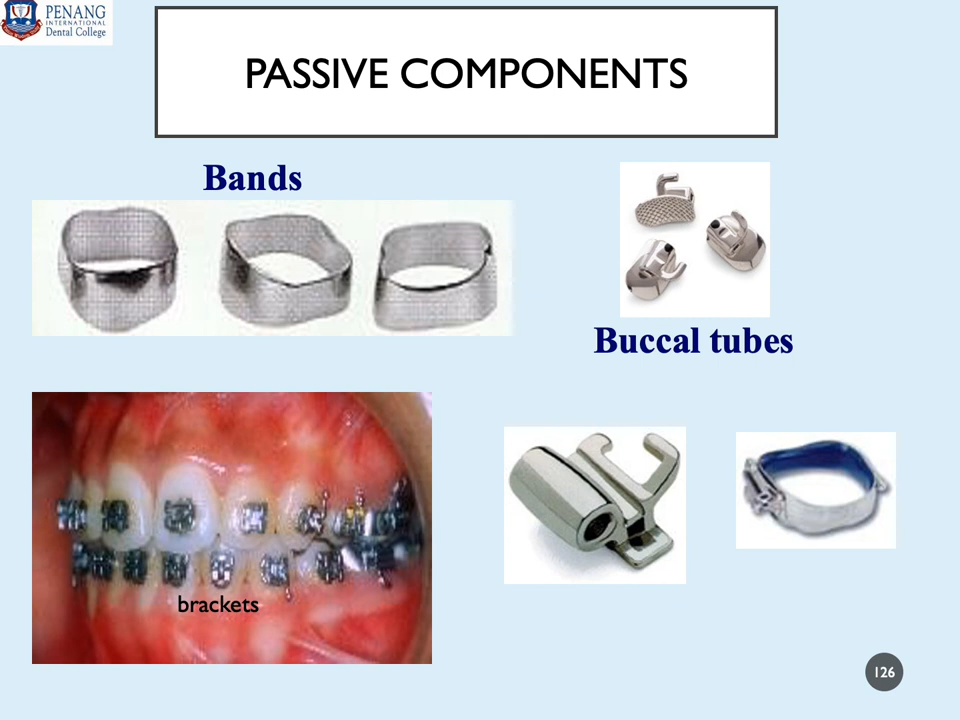 PENANG
INTERNATIONAL
Dental College
PASSIVE COMPONENTS
Bands
Buccal tubes
brackets
126